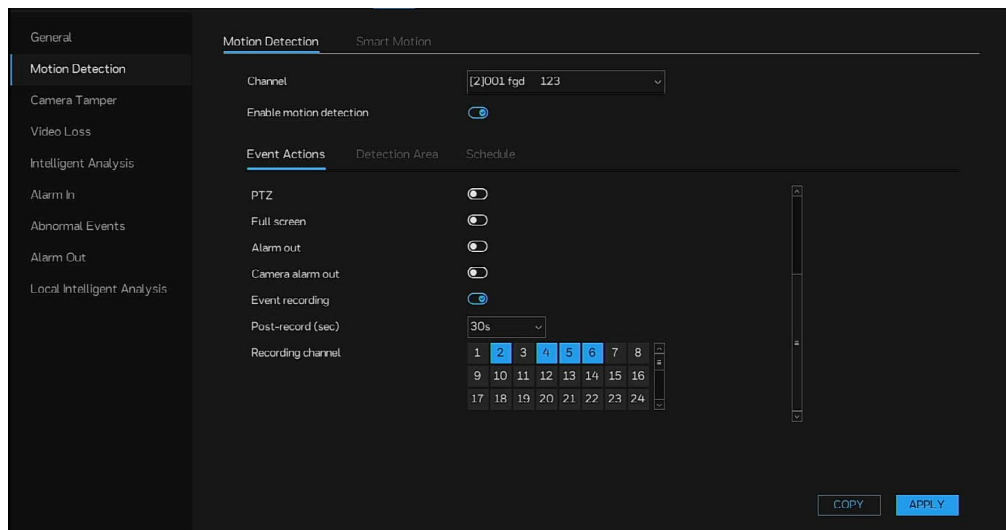 General
Motion Detection
Camera Tamper
Video Loss
Intelligent Analysis
Alarm In
Abnormal Events
Alarm Out
Local Intelligent Analysis
Motion Detection Smart Motion
Channel [2]001 fgd 123
Enable motion detection
Event Actions Detection Area Schedule
PTZ
Full screen
Alarm out
Camera alarm out
Event recording
Post-record (sec) 30s
Recording channel 1 2 3 4 5 6 7 8
9 10 11 12 13 14 15 16
17 18 19 20 21 22 23 24
COPY APPLY